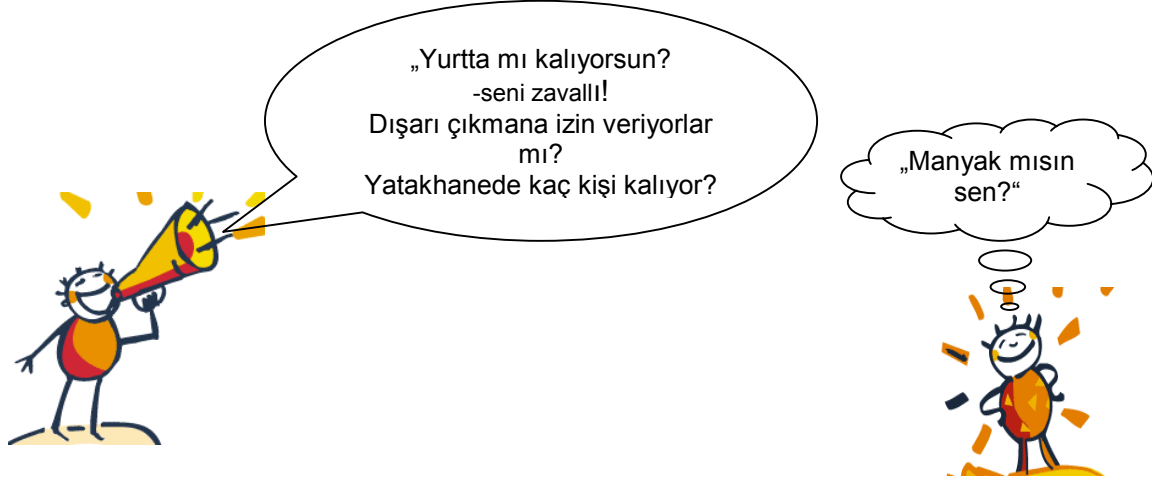 „Yurtta mı kalıyorsun?
-seni zavallı!
Dışarı çıkmana izin veriyorlar
mı?
Yatakhanede kaç kişi kalıyor?
„Manyak mısın
sen?“